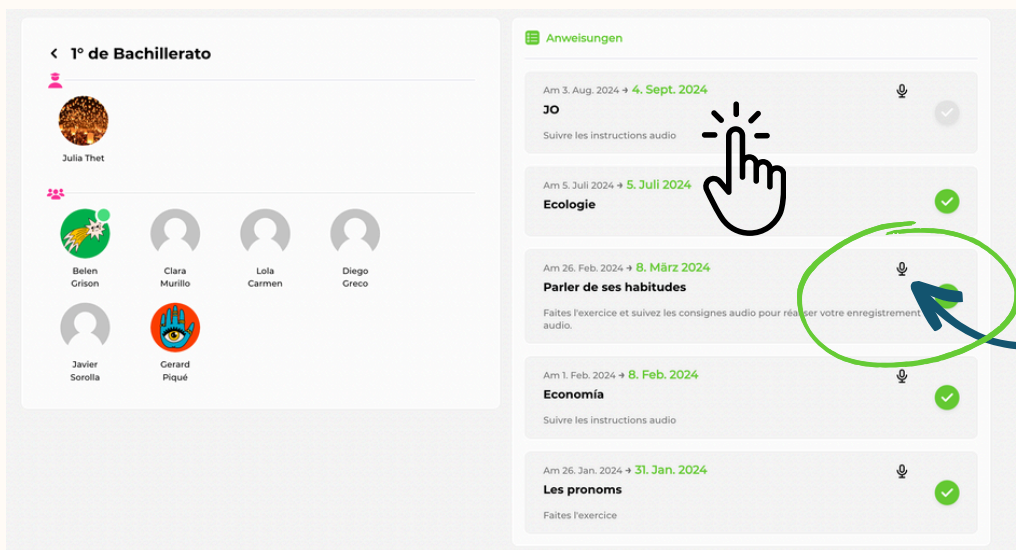 1º de Bachillerato
Julia Thet
Belen
Grison
Clara
Murillo
Lola
Carmen
Diego
Greco
Javier
Sorolla
Gerard
Piqué
Anweisungen
Am 3. Aug. 2024 → 4. Sept. 2024
JO
Suivre les instructions audio
Am 5. Juli 2024 → 5. Juli 2024
Ecologie
Am 26. Feb. 2024 → 8. März 2024
Parler de ses habitudes
Faites l'exercice et suivez les consignes audio pour réaliser votre enregistrement
audio.
Am 1. Feb. 2024 → 8. Feb. 2024
Economía
Suivre les instructions audio
Am 26. Jan. 2024 → 31. Jan. 2024
Les pronoms
Faites l'exercice